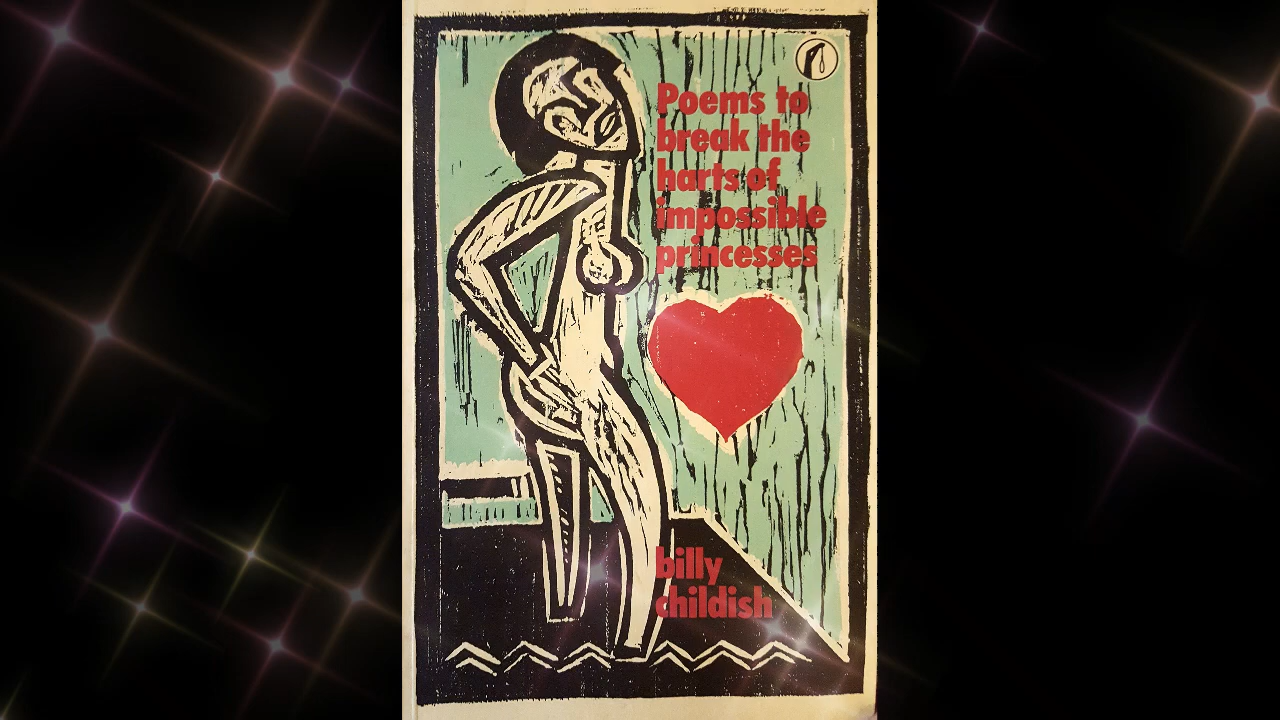 Poems to
break the
harts of
impossible
princesses
billy
childish